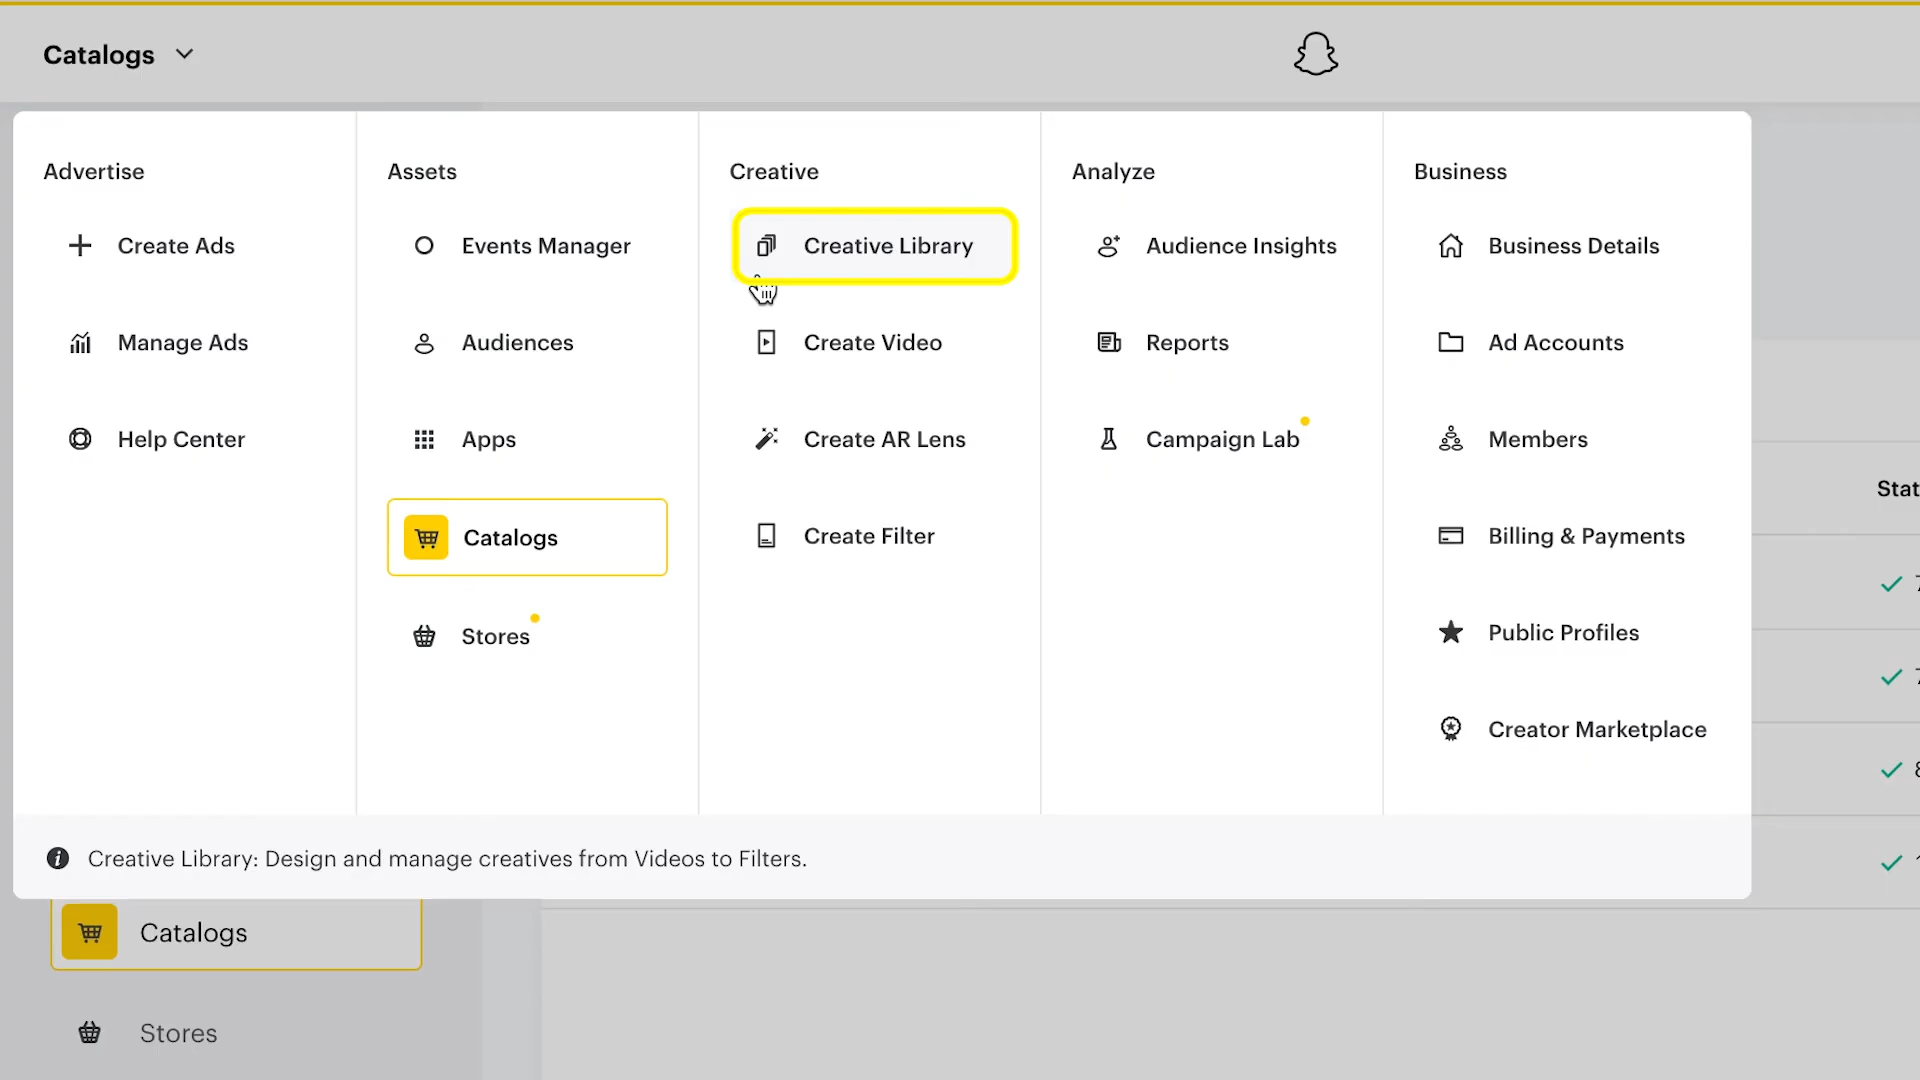 Catalogs
Advertise
Create Ads
Manage Ads
Help Center
Assets
Events Manager
Audiences
Apps
Catalogs
Stores
Creative
Creative Library
Create Video
Create AR Lens
Create Filter
Analyze
Audience Insights
Reports
Campaign Lab
Business
Business Details
Ad Accounts
Members
Billing & Payments
Public Profiles
Creator Marketplace
Creative Library: Design and manage creatives from Videos to Filters.
Stat
Catalogs
Stores